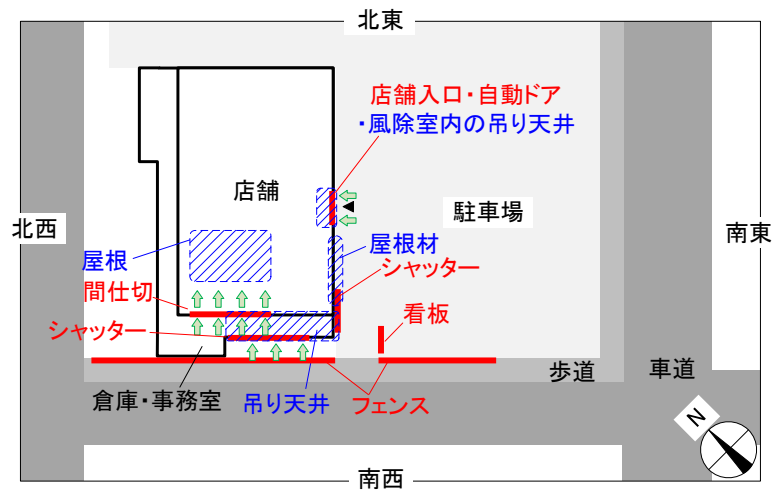 北東
店舗入口・自動ドア
・風除室内の吊り天井
店舗
駐車場
北西
南東
屋根
屋根材
シャッター
間仕切
看板
シャッター
歩道
車道
倉庫・事務室
吊り天井
フェンス
N
南西